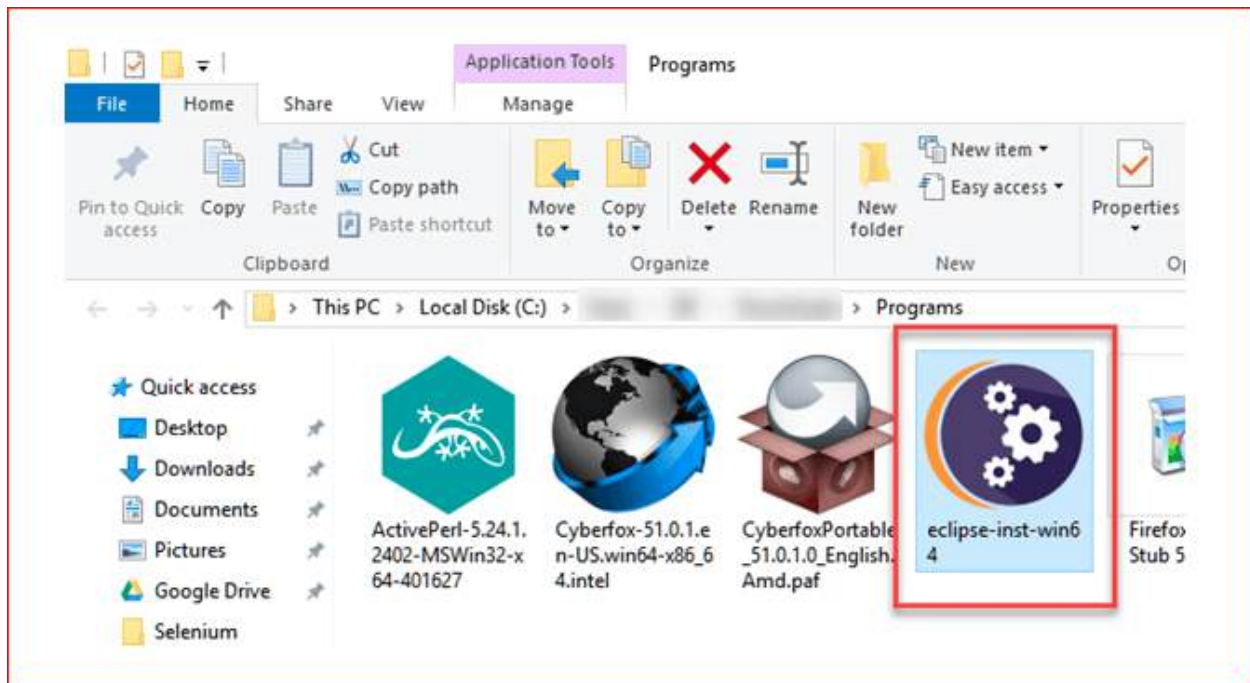 Application Tools
Programs
File
Home
Share
View
Manage
Pin to Quick
access
Copy
Paste
Cut
Copy path
Paste shortcut
Move
to
Copy
to
Delete
Rename
New
folder
New item
Easy access
Properties
Clipboard
Organize
New
This PC > Local Disk (C:) > > Programs
Quick access
Desktop
Downloads
Documents
Pictures
Google Drive
Selenium
ActivePerl-5.24.1.
2402-MSWin32-x
64-401627
Cyberfox-51.0.1.e
n-US.win64-x86_6
4.intel
CyberfoxPortable
_51.0.1.0_English.
Amd.paf
eclipse-inst-win6
4
Firefox
Stub 5